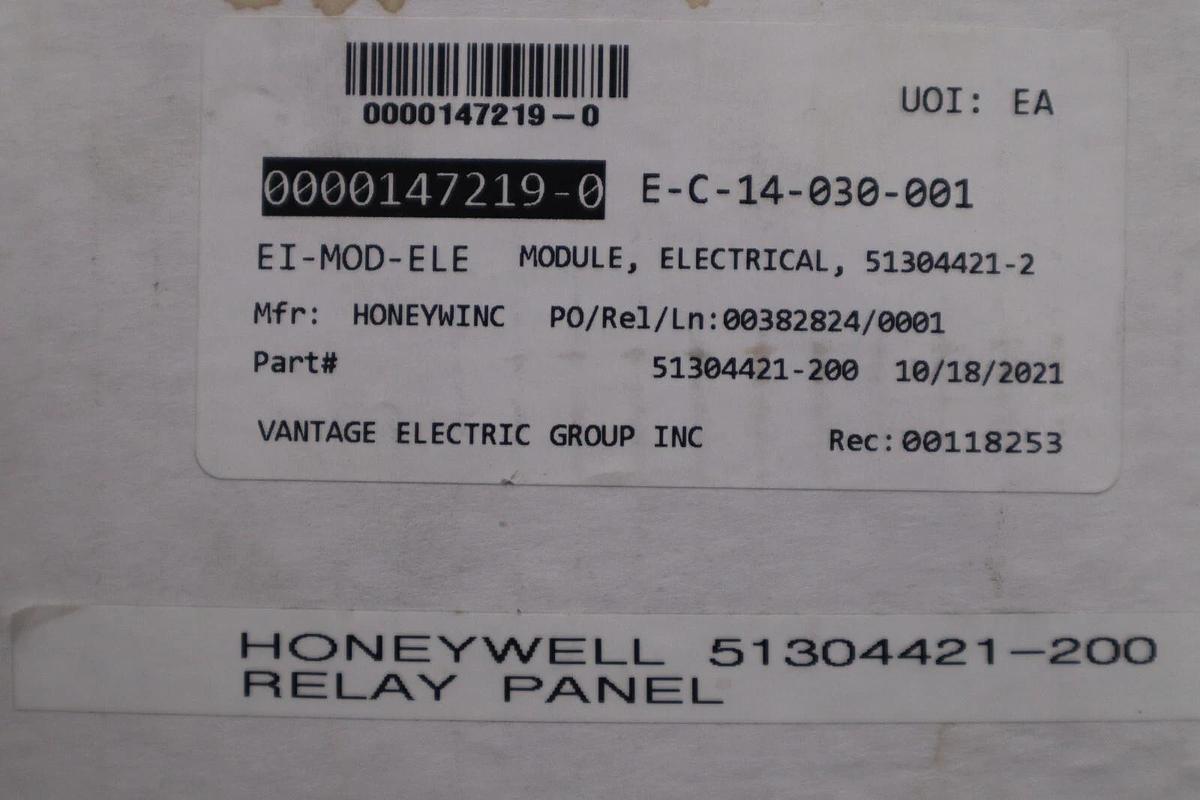 0000147219-0
UOI: EA
0000147219-0 E-C-14-030-001
EI-MOD-ELE MODULE, ELECTRICAL, 51304421-2
Mfr: HONEYWINC PO/Rel/Ln:00382824/0001
Part# 51304421-200 10/18/2021
VANTAGE ELECTRIC GROUP INC Rec:00118253
HONEYWELL 51304421-200
RELAY PANEL